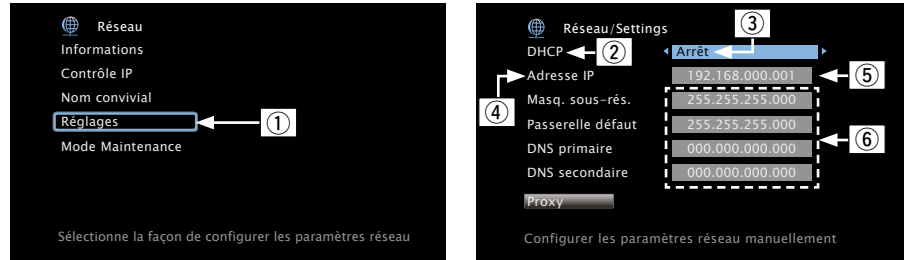 Réseau
Informations
Contrôle IP
Nom convivial
Réglages
①
Mode Maintenance
Sélectionne la façon de configurer les paramètres réseau
Réseau/Settings
③
DHCP
②
Arrêt
④
Adresse IP
192.168.000.001
⑤
Masq. sous-rés.
255.255.255.000
Passerelle défaut
255.255.255.000
⑥
DNS primaire
000.000.000.000
DNS secondaire
000.000.000.000
Proxy
Configurer les paramètres réseau manuellement